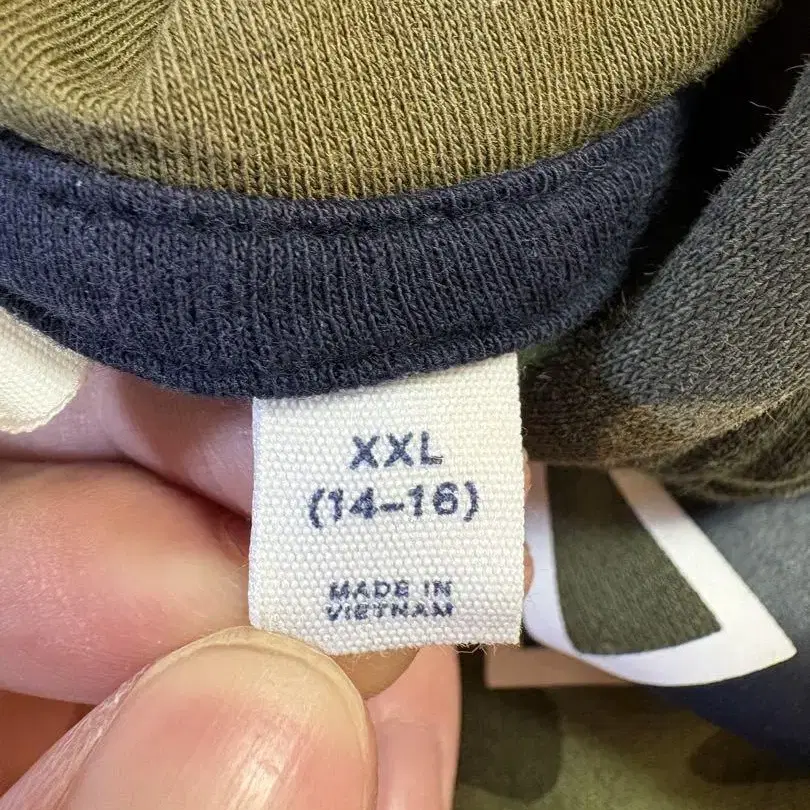 XXL
(14–16)
MADE IN
VIETNAM